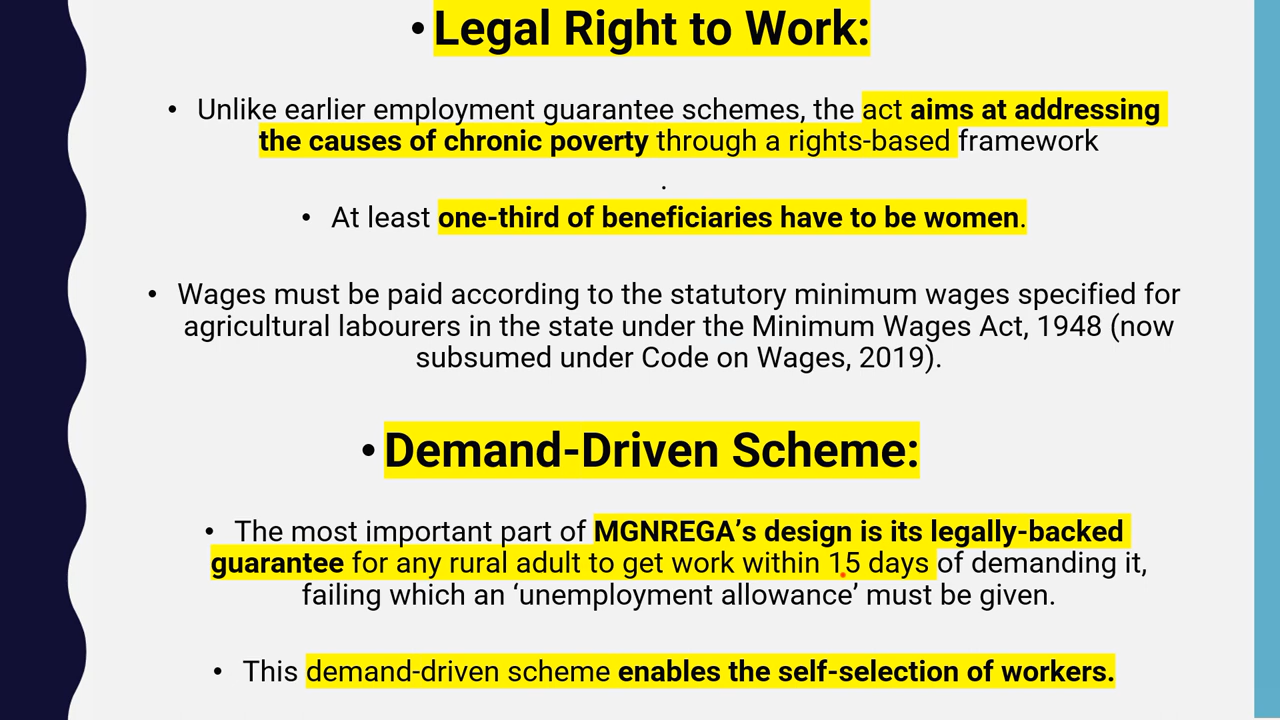 • Legal Right to Work:
• Unlike earlier employment guarantee schemes, the act aims at addressing
the causes of chronic poverty through a rights-based framework
.
• At least one-third of beneficiaries have to be women.
• Wages must be paid according to the statutory minimum wages specified for
agricultural labourers in the state under the Minimum Wages Act, 1948 (now
subsumed under Code on Wages, 2019).
• Demand-Driven Scheme:
• The most important part of MGNREGA’s design is its legally-backed
guarantee for any rural adult to get work within 15 days of demanding it,
failing which an ‘unemployment allowance’ must be given.
• This demand-driven scheme enables the self-selection of workers.